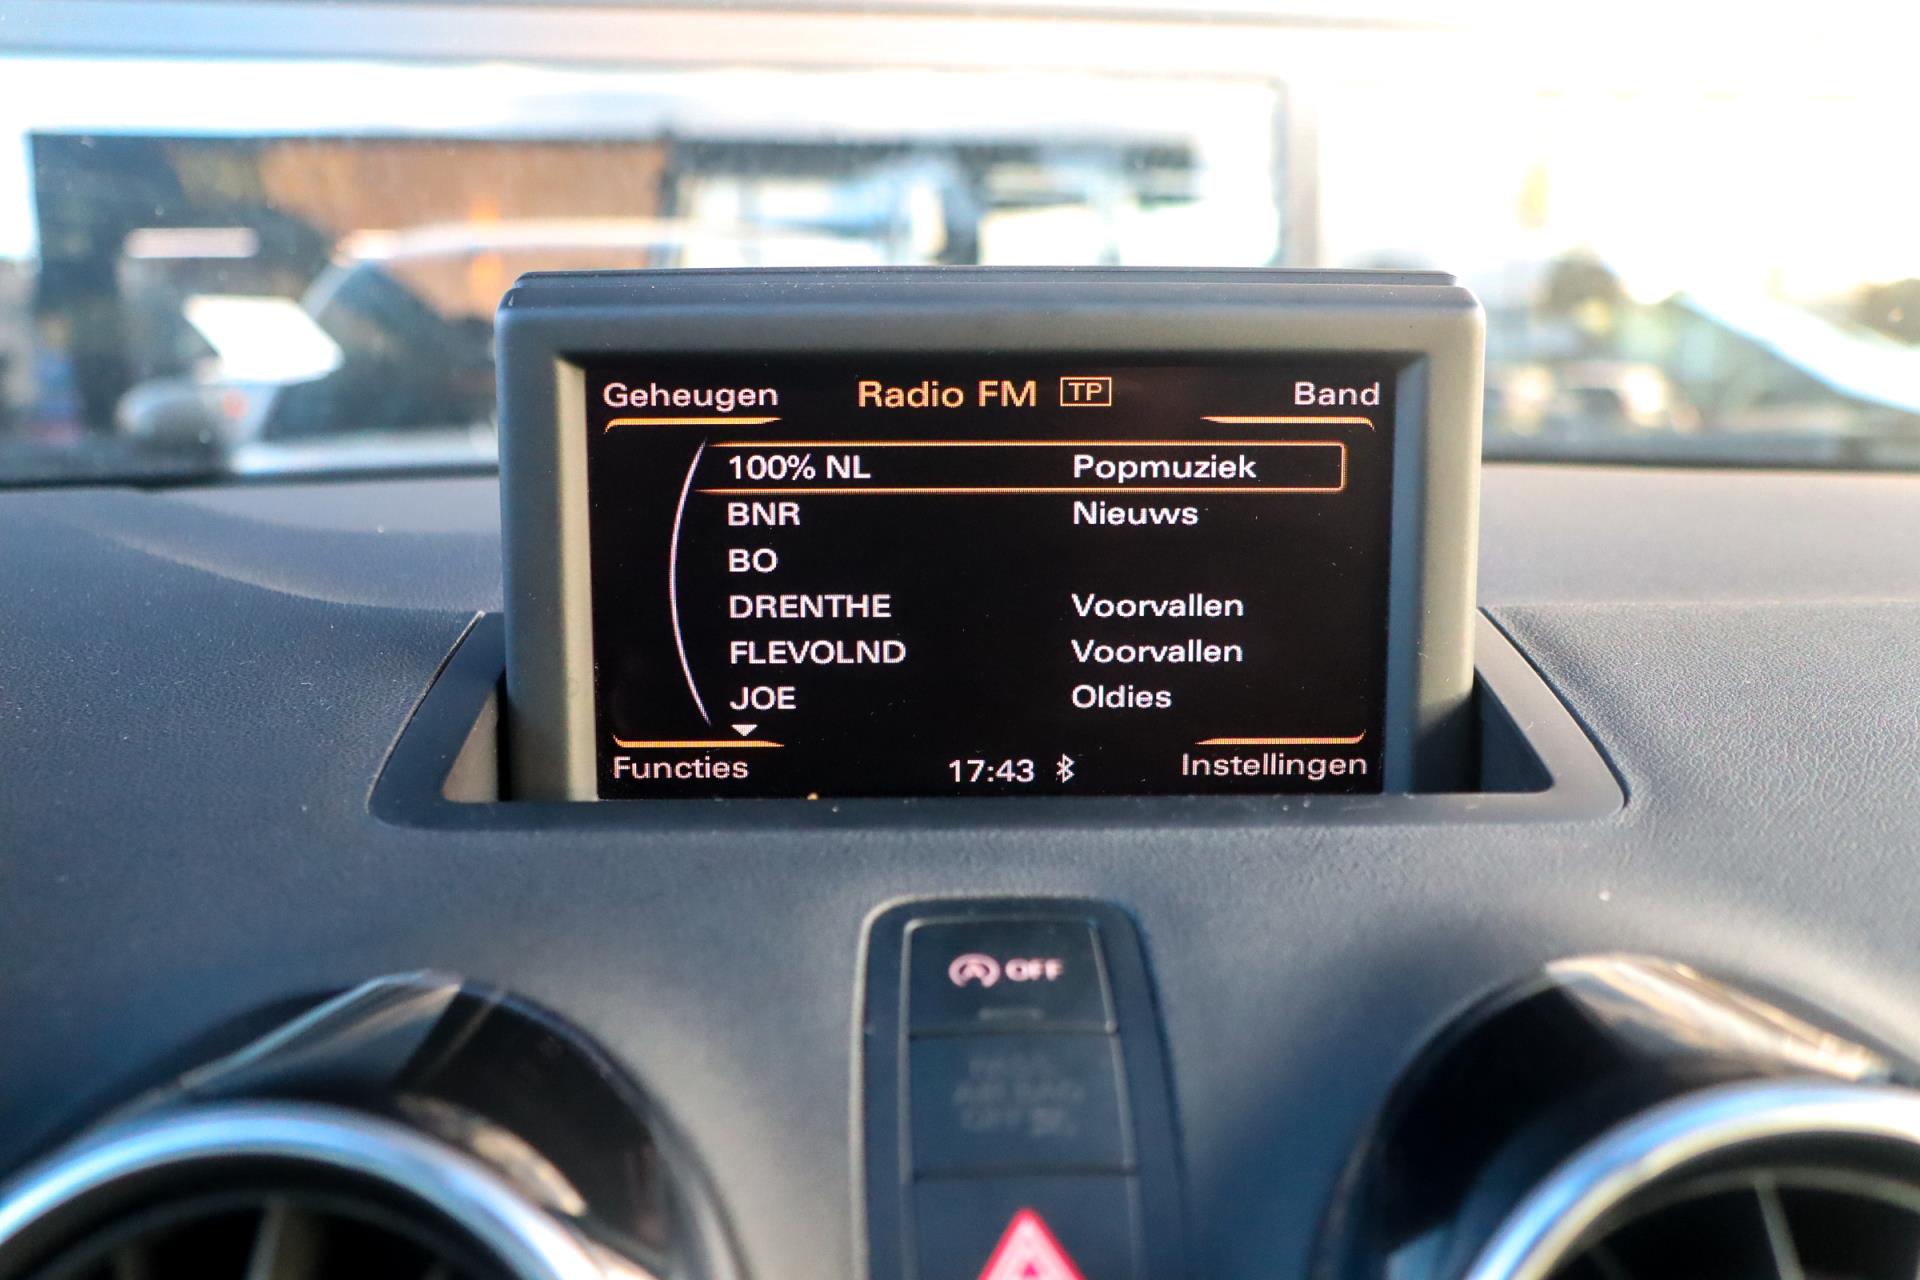 Geheugen Radio FM TP Band
100% NL Popmuziek
BNR Nieuws
BO
DRENTHE Voorvallen
FLEVOLND Voorvallen
JOE Oldies
Functies 17:43 Instellingen
A OFF